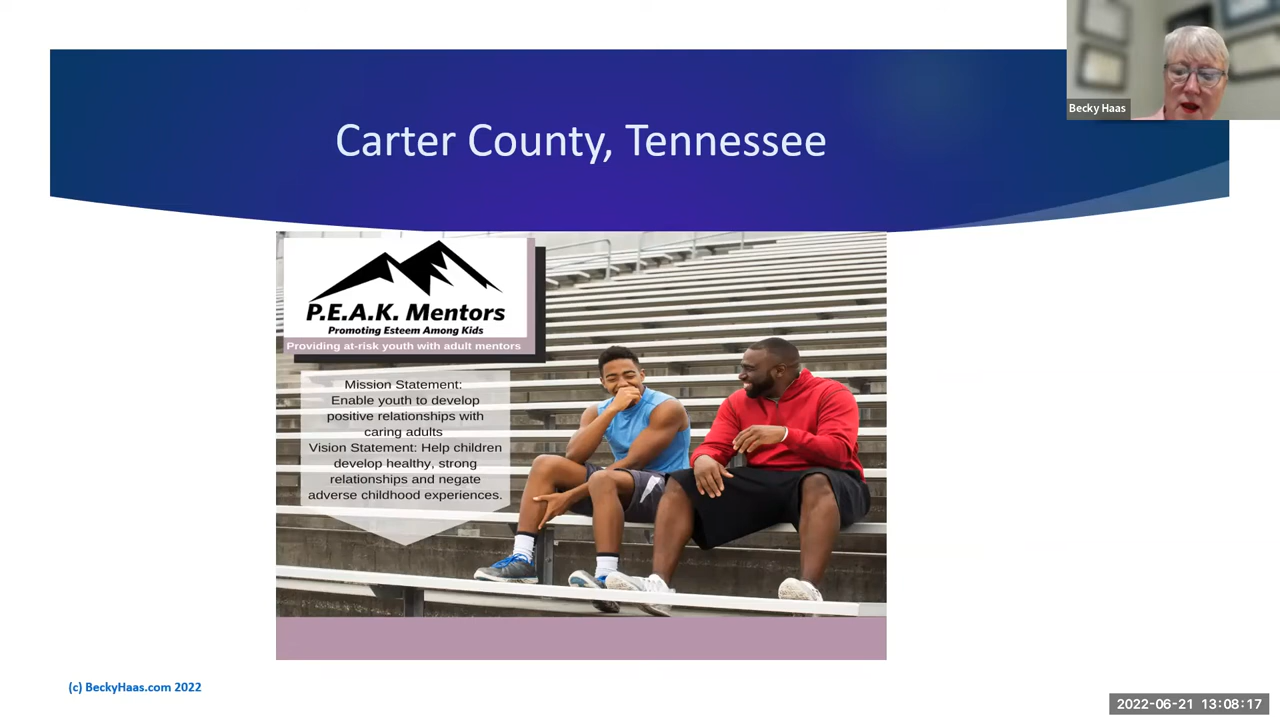 Becky Haas
Carter County, Tennessee
P.E.A.K. Mentors
Promoting Esteem Among Kids
Providing at-risk youth with adult mentors
Mission Statement:
Enable youth to develop
positive relationships with
caring adults
Vision Statement: Help children
develop healthy, strong
relationships and negate
adverse childhood experiences.
(c) BeckyHaas.com 2022
2022-06-21 13:08:17